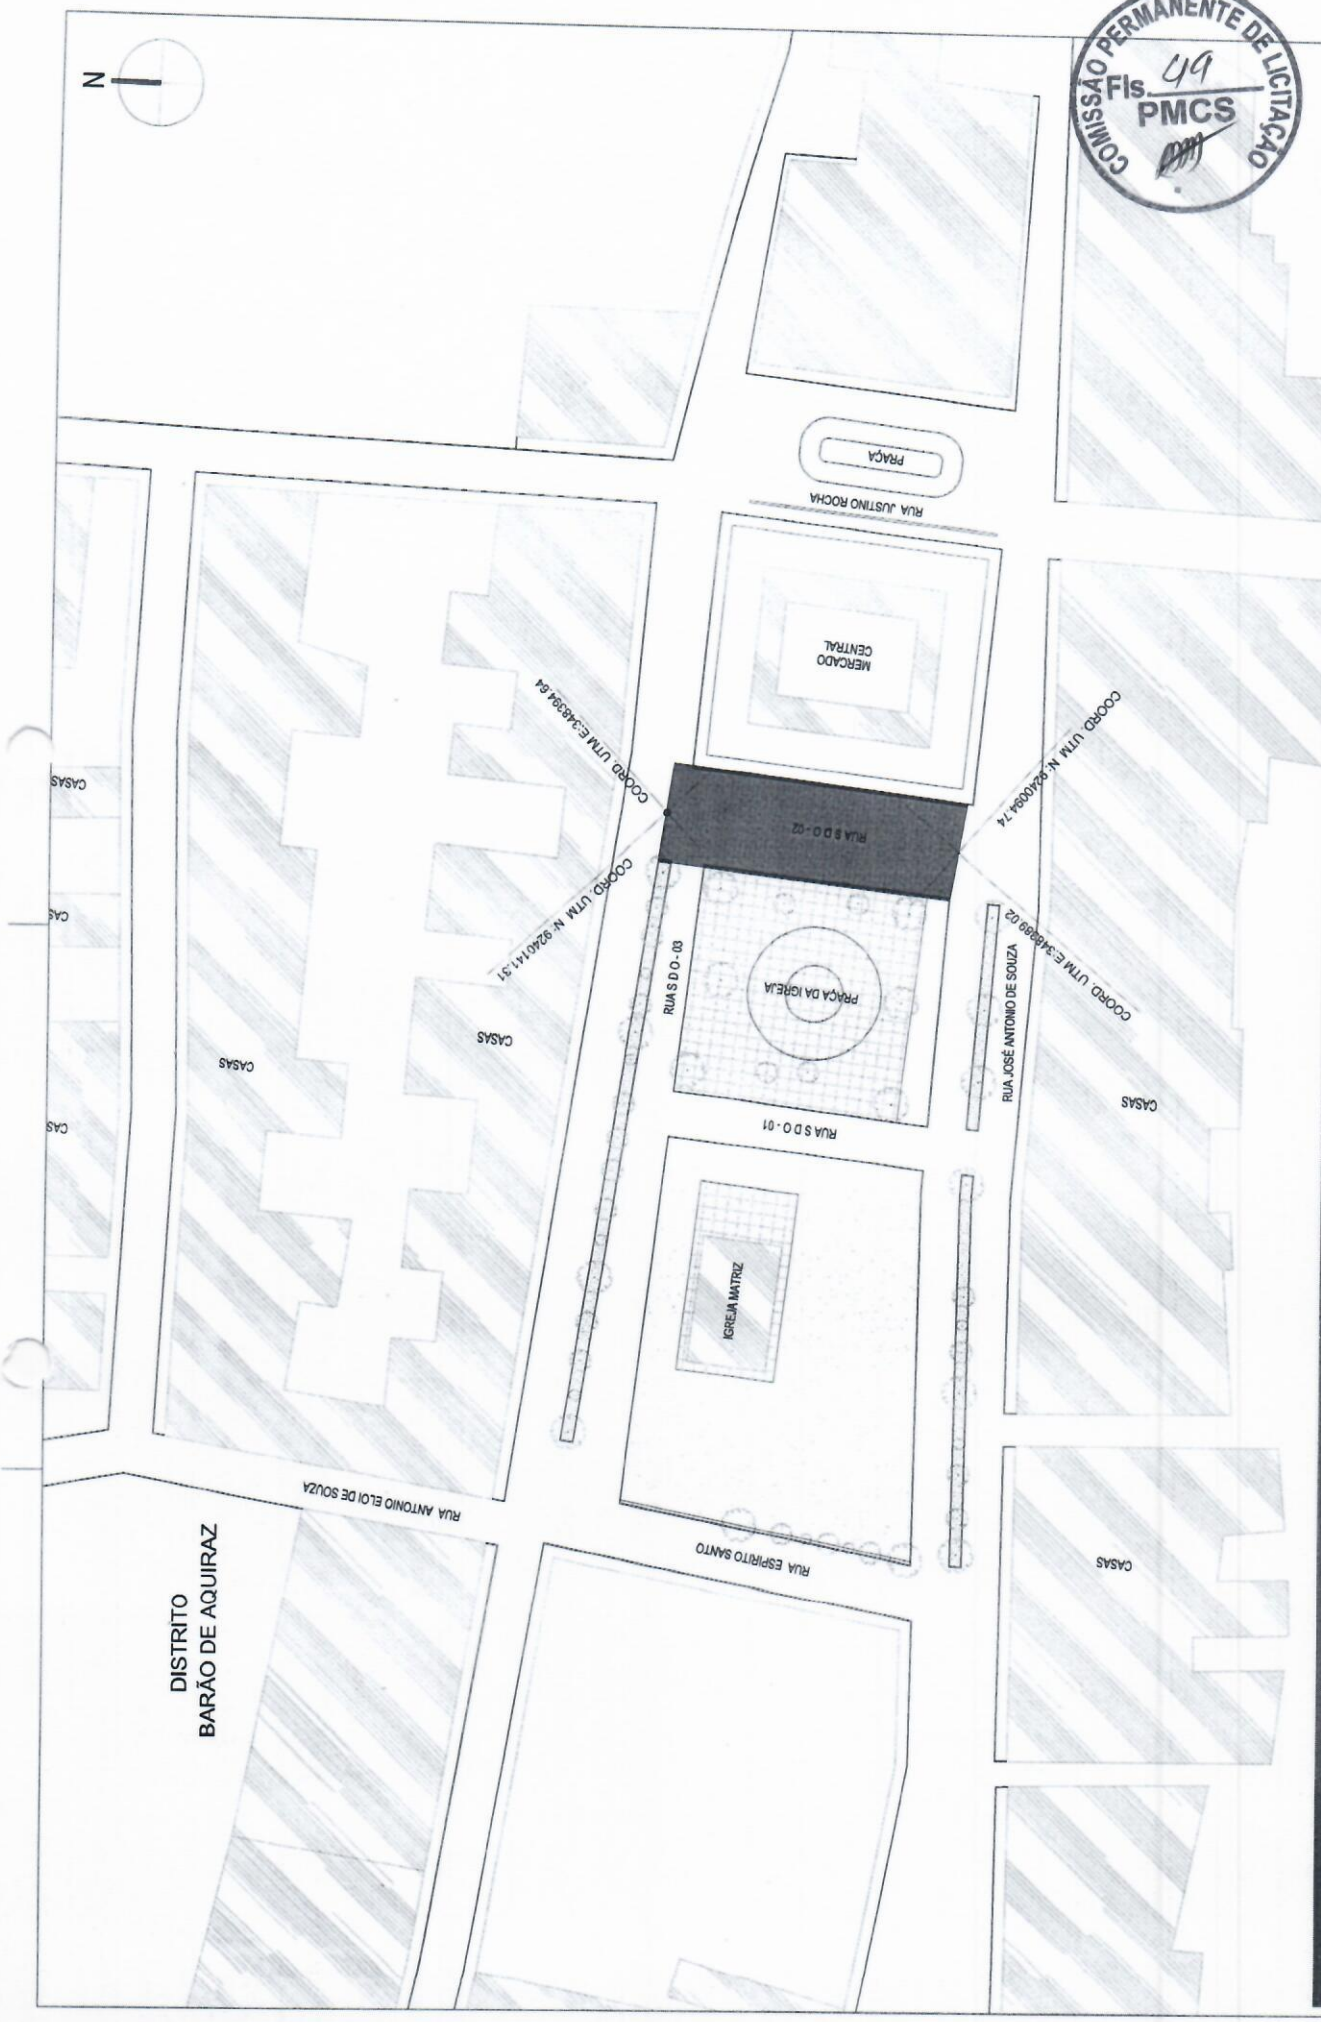 N
COMISSÃO PERMANENTE DE LICITAÇÃO
Fls. 49
PMCS
PRAÇA
RUA JUSTINO ROCHA
MERCADO
CENTRAL
COORD. UTM E:348394.64
COORD. UTM N: 9240141.31
RUA S D O - 02
COORD. UTM N: 9240094.74
COORD. UTM E:348389.02
RUA S D O - 03
PRAÇA DA IGREJA
RUA JOSÉ ANTONIO DE SOUZA
RUA S D O - 01
IGREJA MATRIZ
CASAS
CAS
CAS
CASAS
CASAS
CASAS
CASAS
RUA ANTONIO ELOI DE SOUZA
RUA ESPIRITO SANTO
DISTRITO
BARÃO DE AQUIRAZ